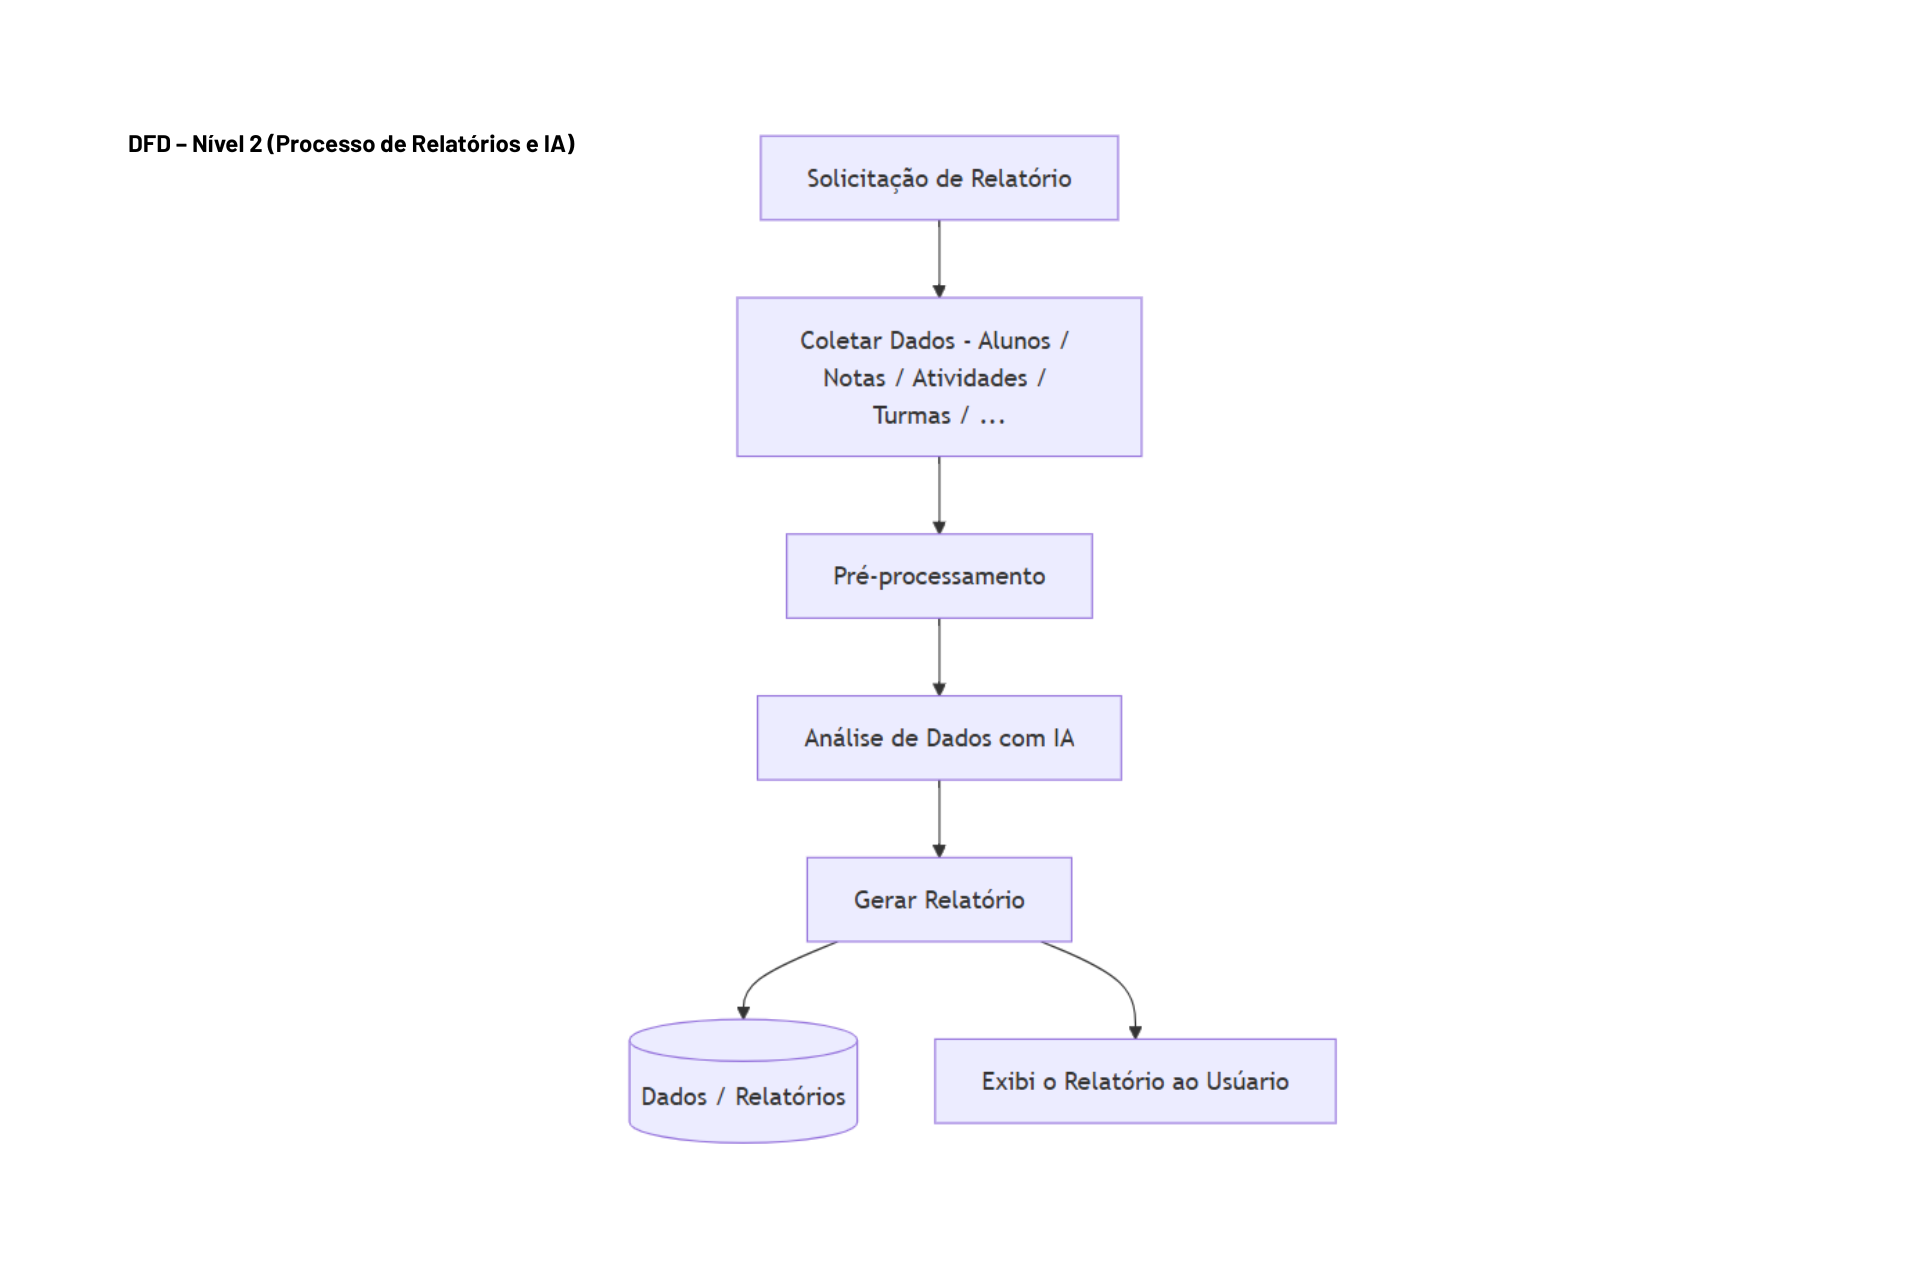 DFD – Nível 2 (Processo de Relatórios e IA)
Solicitação de Relatório
Coletar Dados - Alunos /
Notas / Atividades /
Turmas / ...
Pré-processamento
Análise de Dados com IA
Gerar Relatório
Dados / Relatórios
Exibi o Relatório ao Usúario